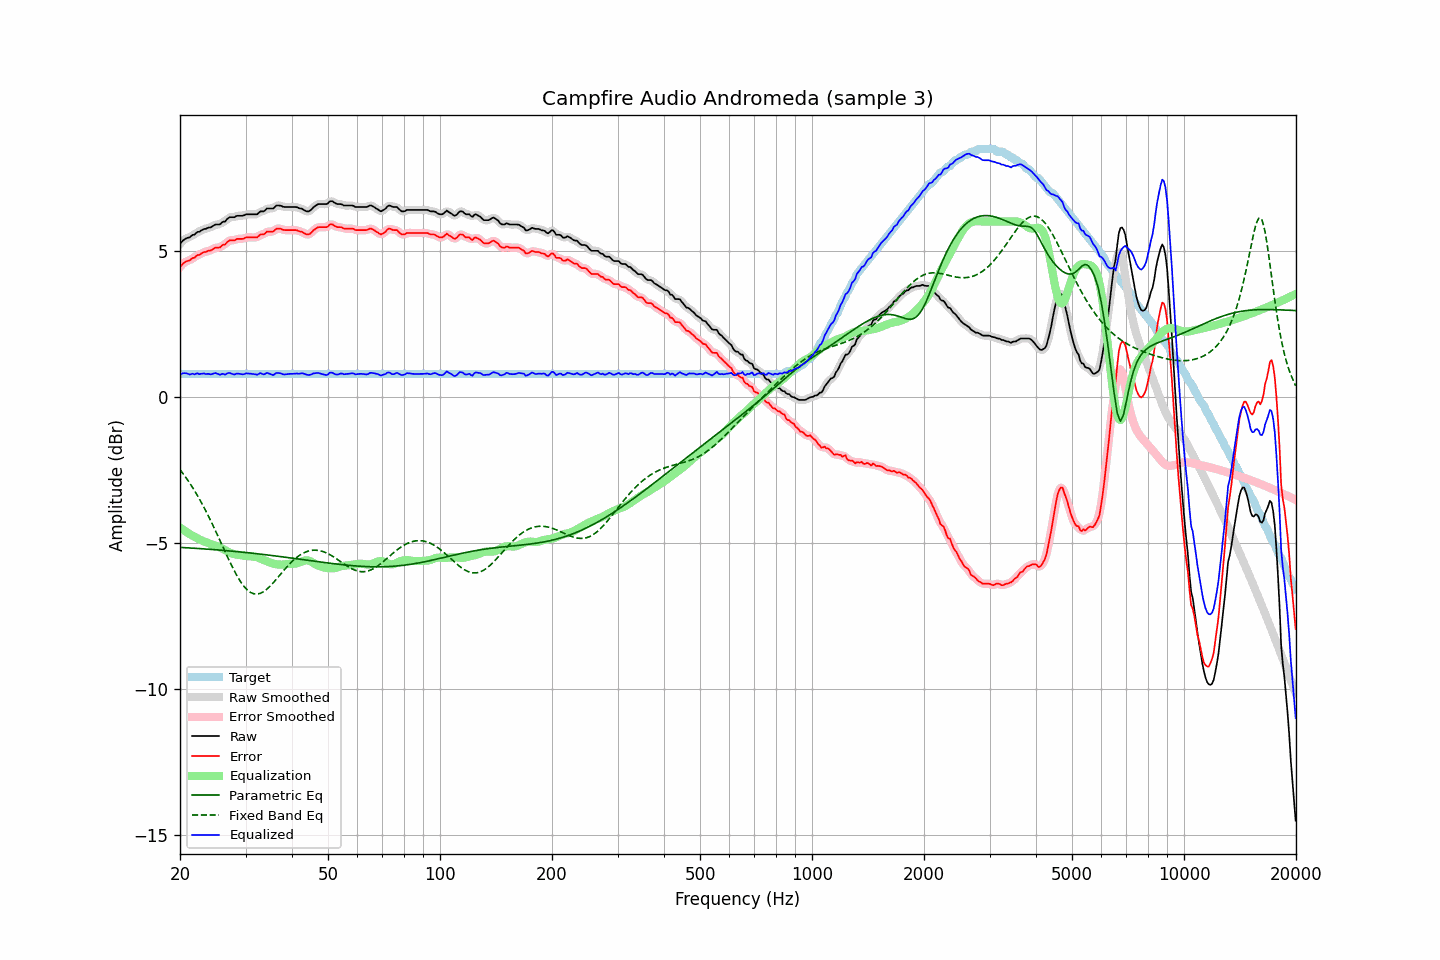 Campfire Audio Andromeda (sample 3)
Amplitude (dBr)
5
0
−5
−10
−15
Target
Raw Smoothed
Error Smoothed
Raw
Error
Equalization
Parametric Eq
Fixed Band Eq
Equalized
20 50 100 200 500 1000 2000 5000 10000 20000
Frequency (Hz)